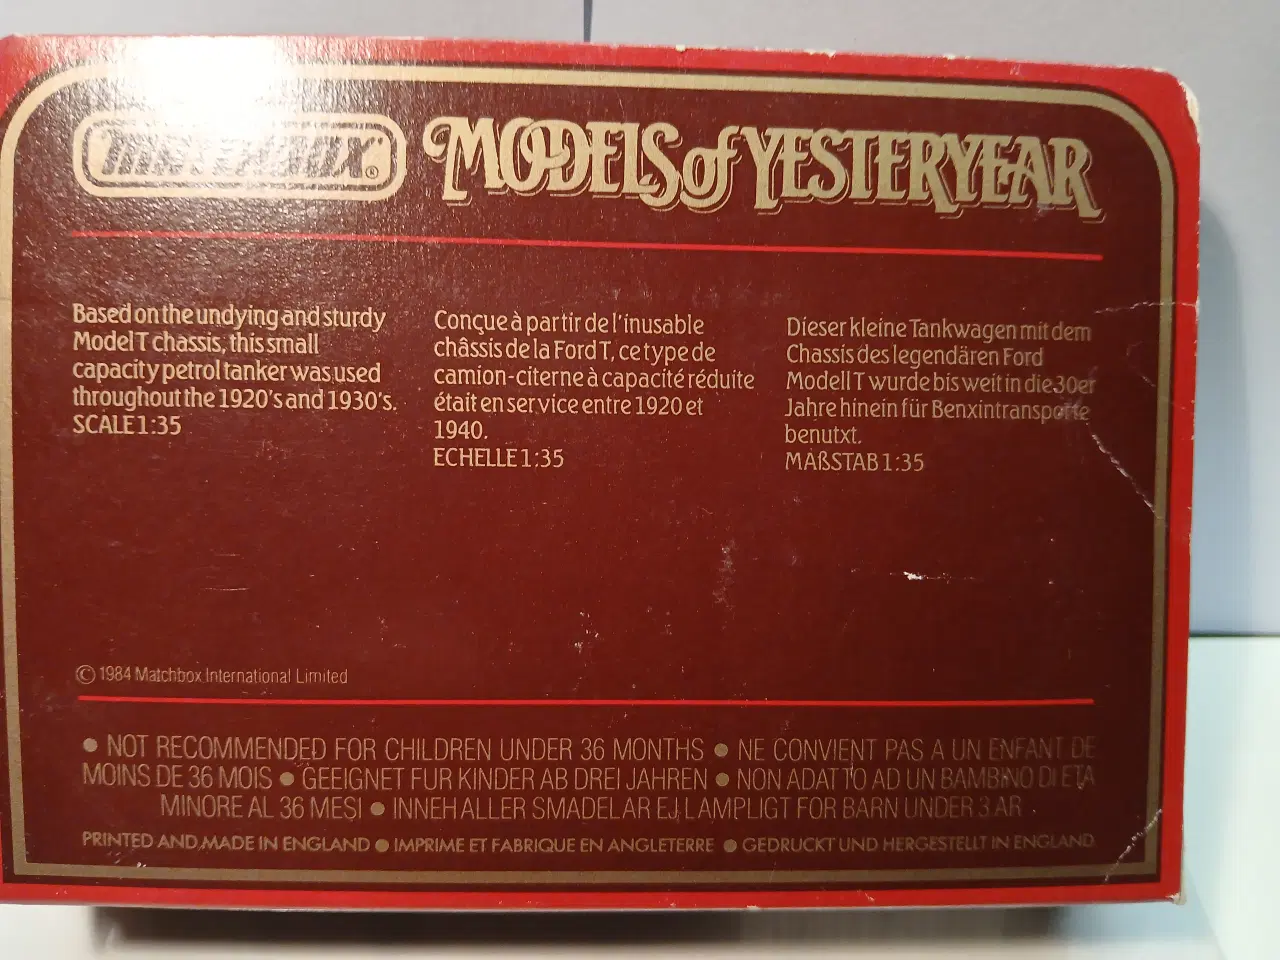 MATCHBOX®
MODELS of YESTERYEAR
Based on the undying and sturdy
Model T chassis, this small
capacity petrol tanker was used
throughout the 1920's and 1930's.
SCALE 1:35
Conçue à partir de l'inusable
châssis de la Ford T, ce type de
camion-citerne à capacité réduite
était en service entre 1920 et
1940.
ECHELLE 1:35
Dieser kleine Tankwagen mit dem
Chassis des legendären Ford
Modell T wurde bis weit in die 30er
Jahre hinein für Benxintransporte
benutxt.
MAßSTAB 1:35
© 1984 Matchbox International Limited
● NOT RECOMMENDED FOR CHILDREN UNDER 36 MONTHS ● NE CONVIENT PAS A UN ENFANT DE
MOINS DE 36 MOIS ● GEEIGNET FUR KINDER AB DREI JAHREN ● NON ADATTO AD UN BAMBINO DI ETA
MINORE AL 36 MESI ● INNEHALLER SMADELAR EJ LAMPLIGT FOR BARN UNDER 3 AR
PRINTED AND MADE IN ENGLAND ● IMPRIME ET FABRIQUE EN ANGLETERRE ● GEDRUCKT UND HERGESTELLT IN ENGLAND